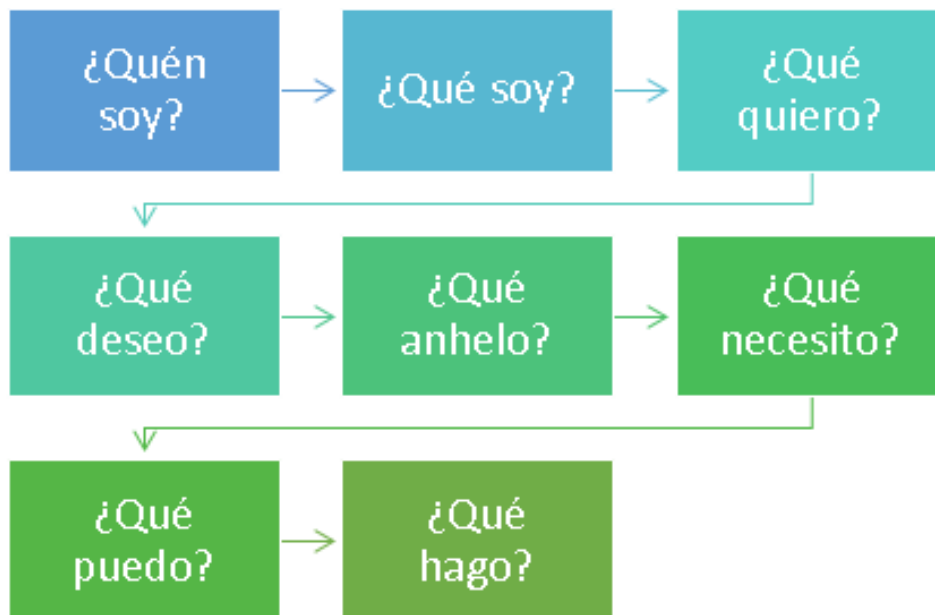 ¿Quén
soy?
¿Qué soy?
¿Qué
quiero?
¿Qué
deseo?
¿Qué
anhelo?
¿Qué
necesito?
¿Qué
puedo?
¿Qué
hago?